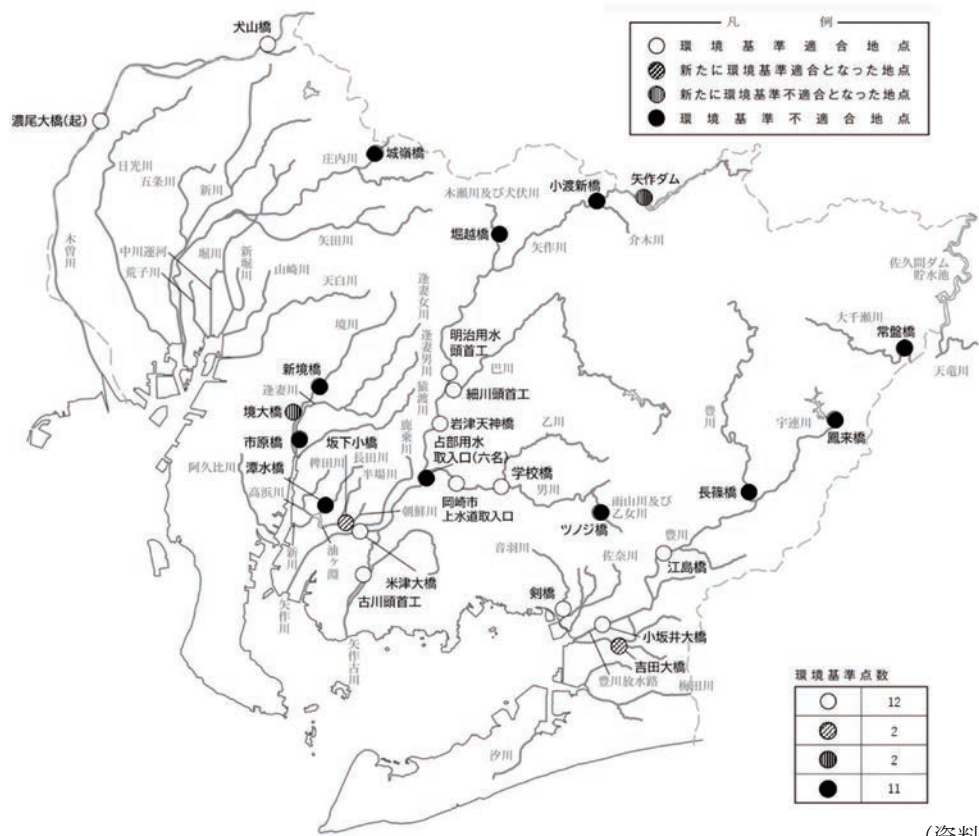 犬山橋
凡例
環境基準適合地点
新たに環境基準適合となった地点
新たに環境基準不適合となった地点
環境基準不適合地点
濃尾大橋(起)
日光川
五条川
新川
庄内川
城嶺橋
木瀬川及び犬伏川
小渡新橋
矢作ダム
堀越橋
矢作川
介木川
矢田川
木曽川
中川運河
荒子川
堀川
新堀川
山崎川
天白川
境川
佐久間ダム
貯水池
大千瀬川
常盤橋
天竜川
逢妻女川
逢妻男川
猿渡川
明治用水
頭首工
巴川
細川頭首工
新境橋
逢妻川
境大橋
市原橋
岩津天神橋
鹿乗川
占部用水
取入口(六名)
乙川
学校橋
男川
豊川
宇連川
鳳来橋
長篠橋
坂下小橋
阿久比川
潭水橋
稗田川
長田川
半場川
高浜川
朝鮮川
岡崎市
上水道取入口
雨山川及び
乙女川
ツノジ橋
新川
油ヶ淵
米津大橋
古川頭首工
矢作川
矢作古川
音羽川
佐奈川
豊川
江島橋
剣橋
小坂井大橋
吉田大橋
豊川放水路
梅田川
汐川
環境基準点数
12
2
2
11
(資料